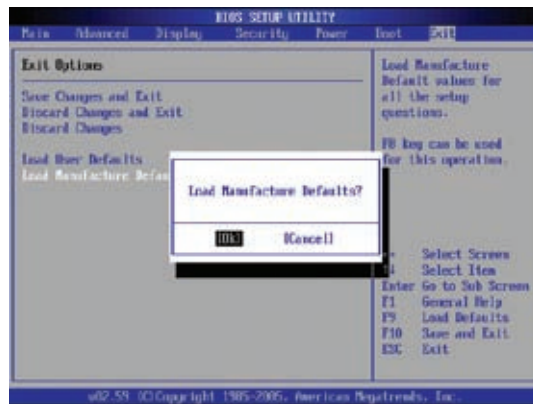 BIOS SETUP UTILITY
Main Advanced Display Security Power Boot Exit
Exit Options
Save Changes and Exit
Discard Changes and Exit
Discard Changes
Load User Defaults
Load Manufacture Defau
Load Manufacture
Default values for
all the setup
questions.
F8 key can be used
for this operation.
Load Manufacture Defaults?
[Ok] [Cancel]
Select Screen
Select Item
Enter Go to Sub Screen
F1 General Help
F9 Load Defaults
F10 Save and Exit
ESC Exit
v02.59 (C)Copyright 1985-2005, American Megatrends, Inc.